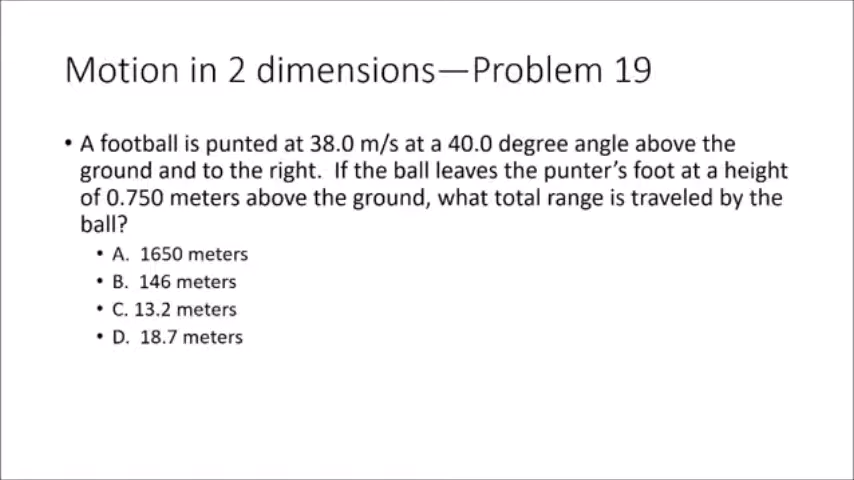 Motion in 2 dimensions—Problem 19
• A football is punted at 38.0 m/s at a 40.0 degree angle above the
ground and to the right. If the ball leaves the punter's foot at a height
of 0.750 meters above the ground, what total range is traveled by the
ball?
• A. 1650 meters
• B. 146 meters
• C. 13.2 meters
• D. 18.7 meters